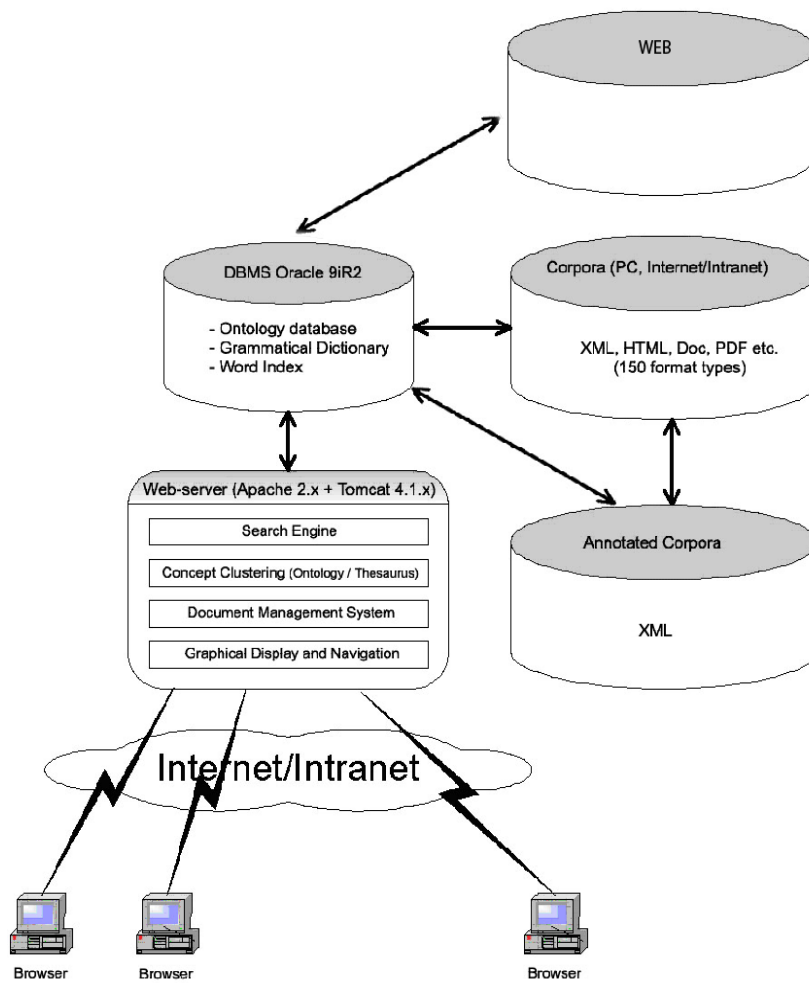 WEB
DBMS Oracle 9iR2
- Ontology database
- Grammatical Dictionary
- Word Index
Corpora (PC, Internet/Intranet)
XML, HTML, Doc, PDF etc.
(150 format types)
Web-server (Apache 2.x + Tomcat 4.1.x)
Search Engine
Concept Clustering (Ontology / Thesaurus)
Document Management System
Graphical Display and Navigation
Annotated Corpora
XML
Internet/Intranet
Browser
Browser
Browser